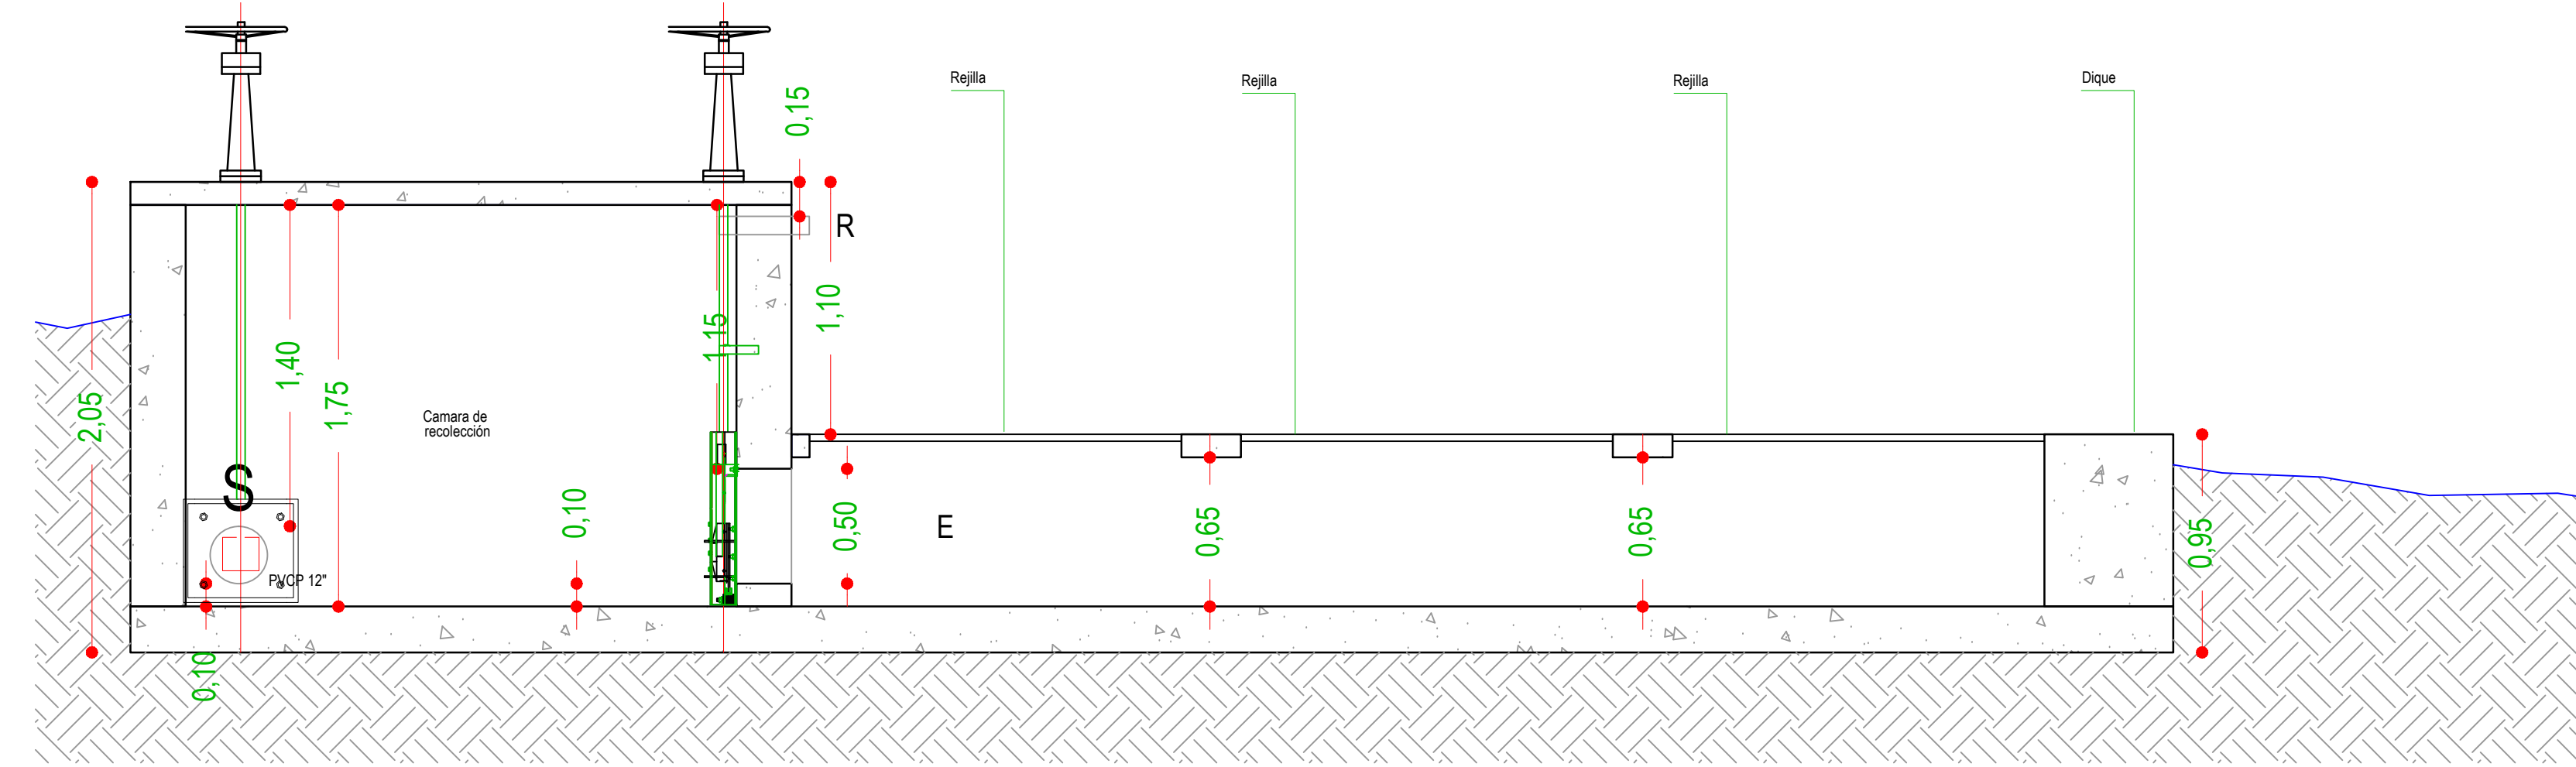 Rejilla
Rejilla
Rejilla
Dique
0,15
R
1,10
1,15
1,40
1,75
2,05
Camara de
recolección
S
0,10
0,50
E
0,65
0,65
0,95
PVCP 12"
0,10